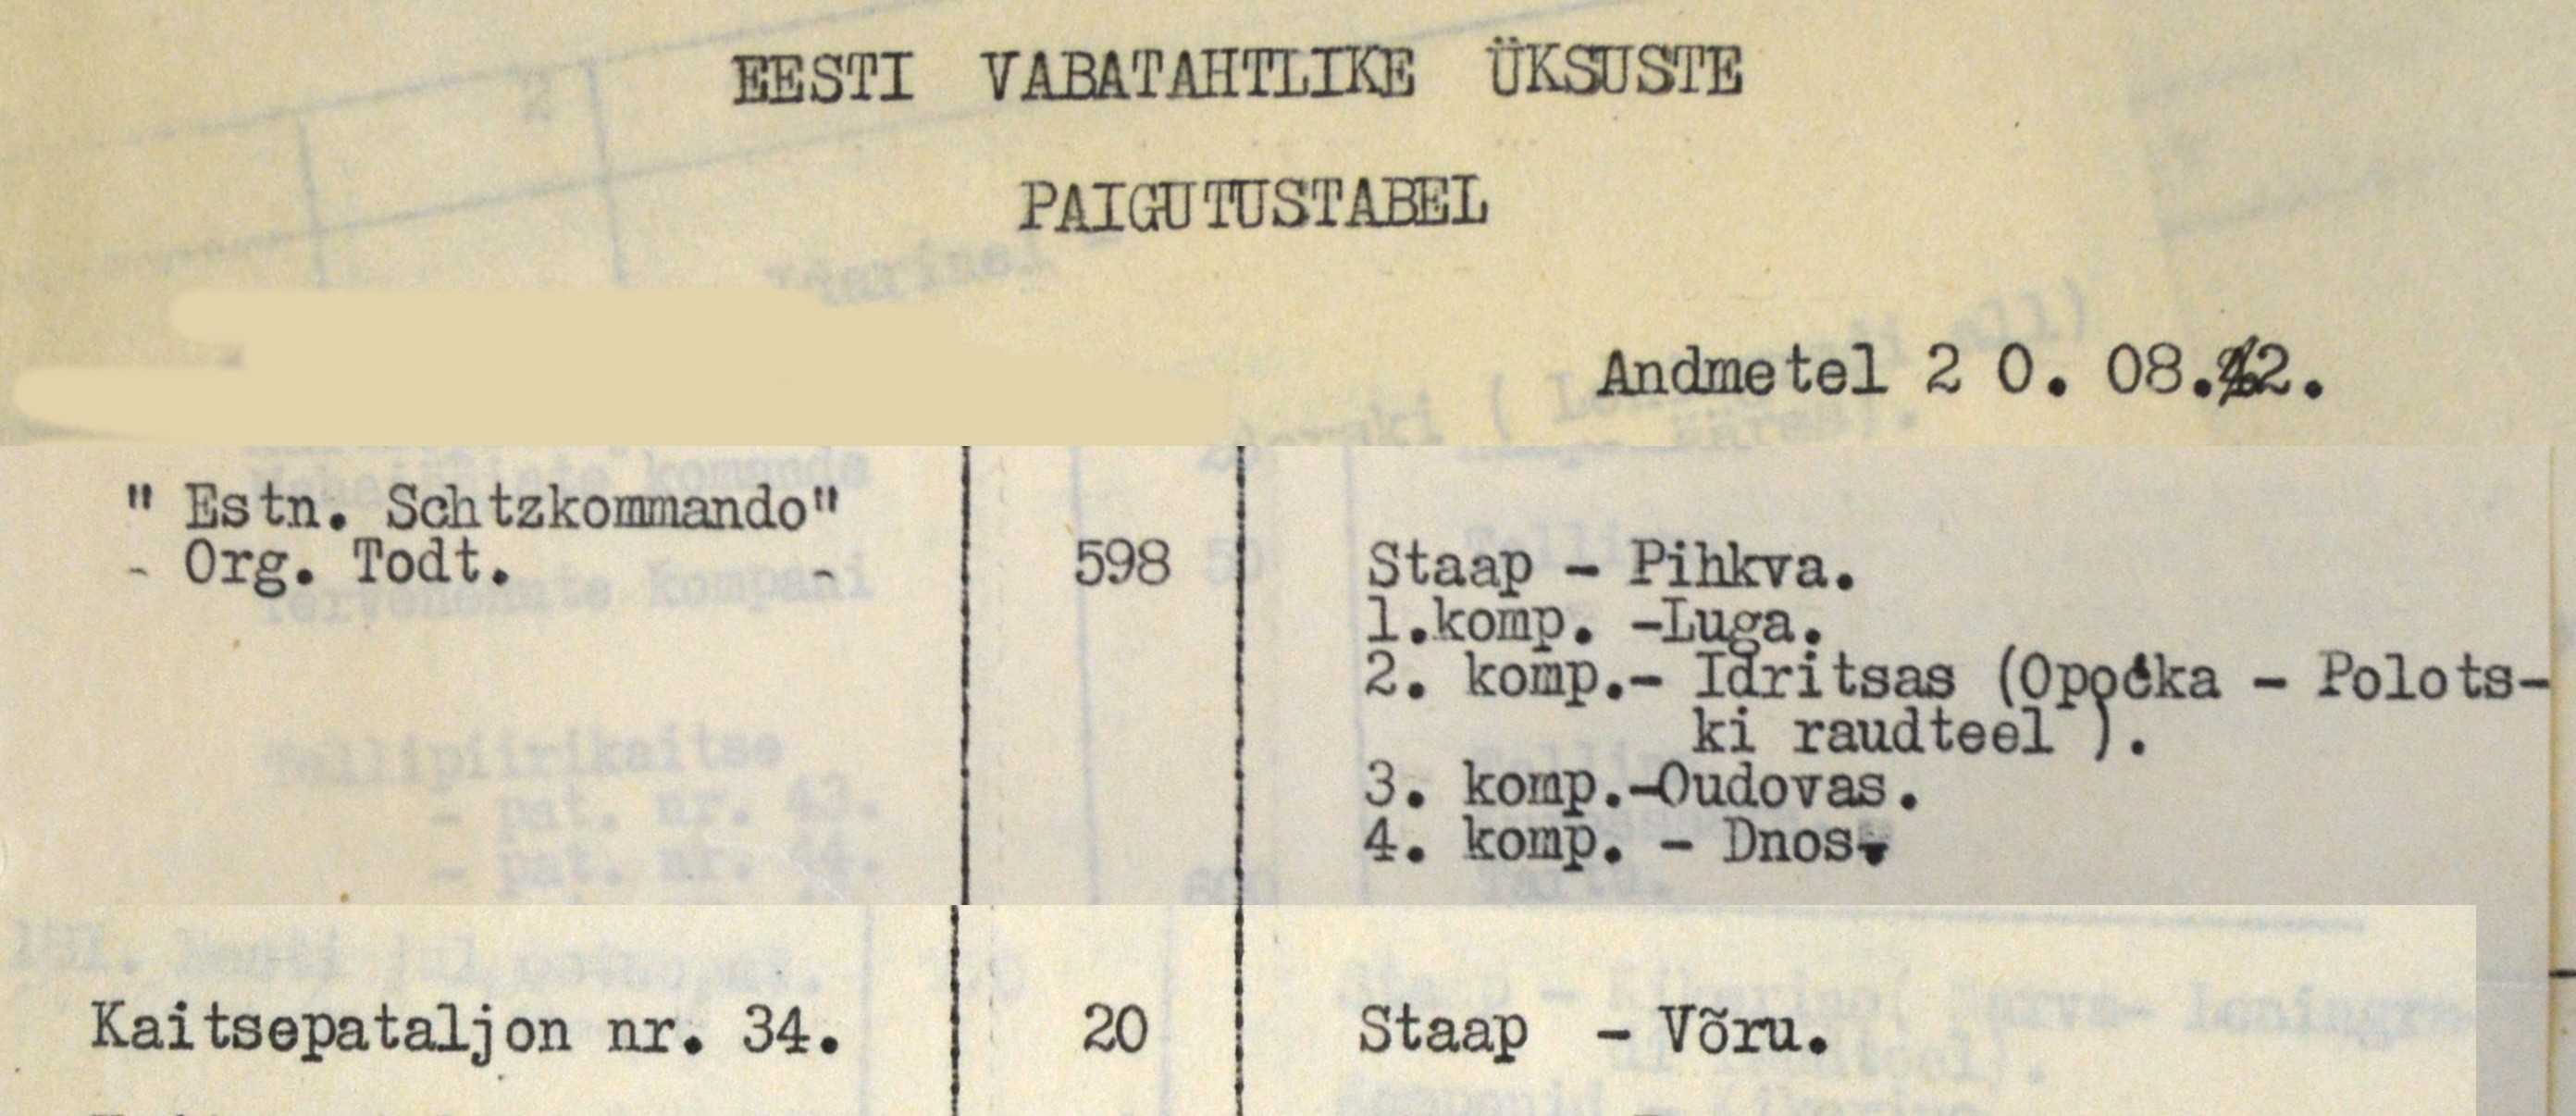 EESTI VABATAHTLIKE ÜKSUSTE
PAIGUTUSTABEL
Andmetel 2 0. 08.42.
" Estn. Schtzkommando"
- Org. Todt. - 598 Staap - Pihkva.
1.komp. -Luga.
2. komp.- Idritsas (Opočka - Polots-
ki raudteel ).
3. komp.-Oudovas.
4. komp. - Dnos.
Kaitsepataljon nr. 34. 20 Staap - Võru.